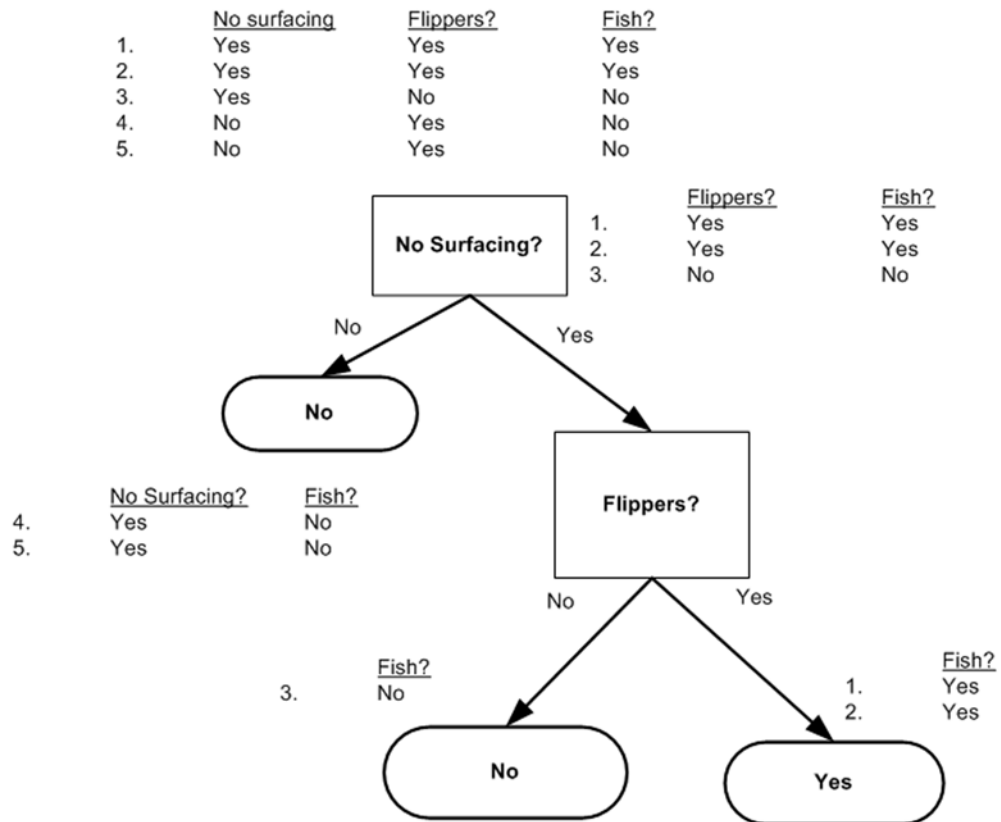 No surfacing Flippers? Fish?
1. Yes Yes Yes
2. Yes Yes Yes
3. Yes No No
4. No Yes No
5. No Yes No
No Surfacing?
Flippers? Fish?
1. Yes Yes
2. Yes Yes
3. No No
No
Yes
No
Flippers?
No Surfacing? Fish?
4. Yes No
5. Yes No
No
Yes
Fish?
3. No
Fish?
1. Yes
2. Yes
No
Yes